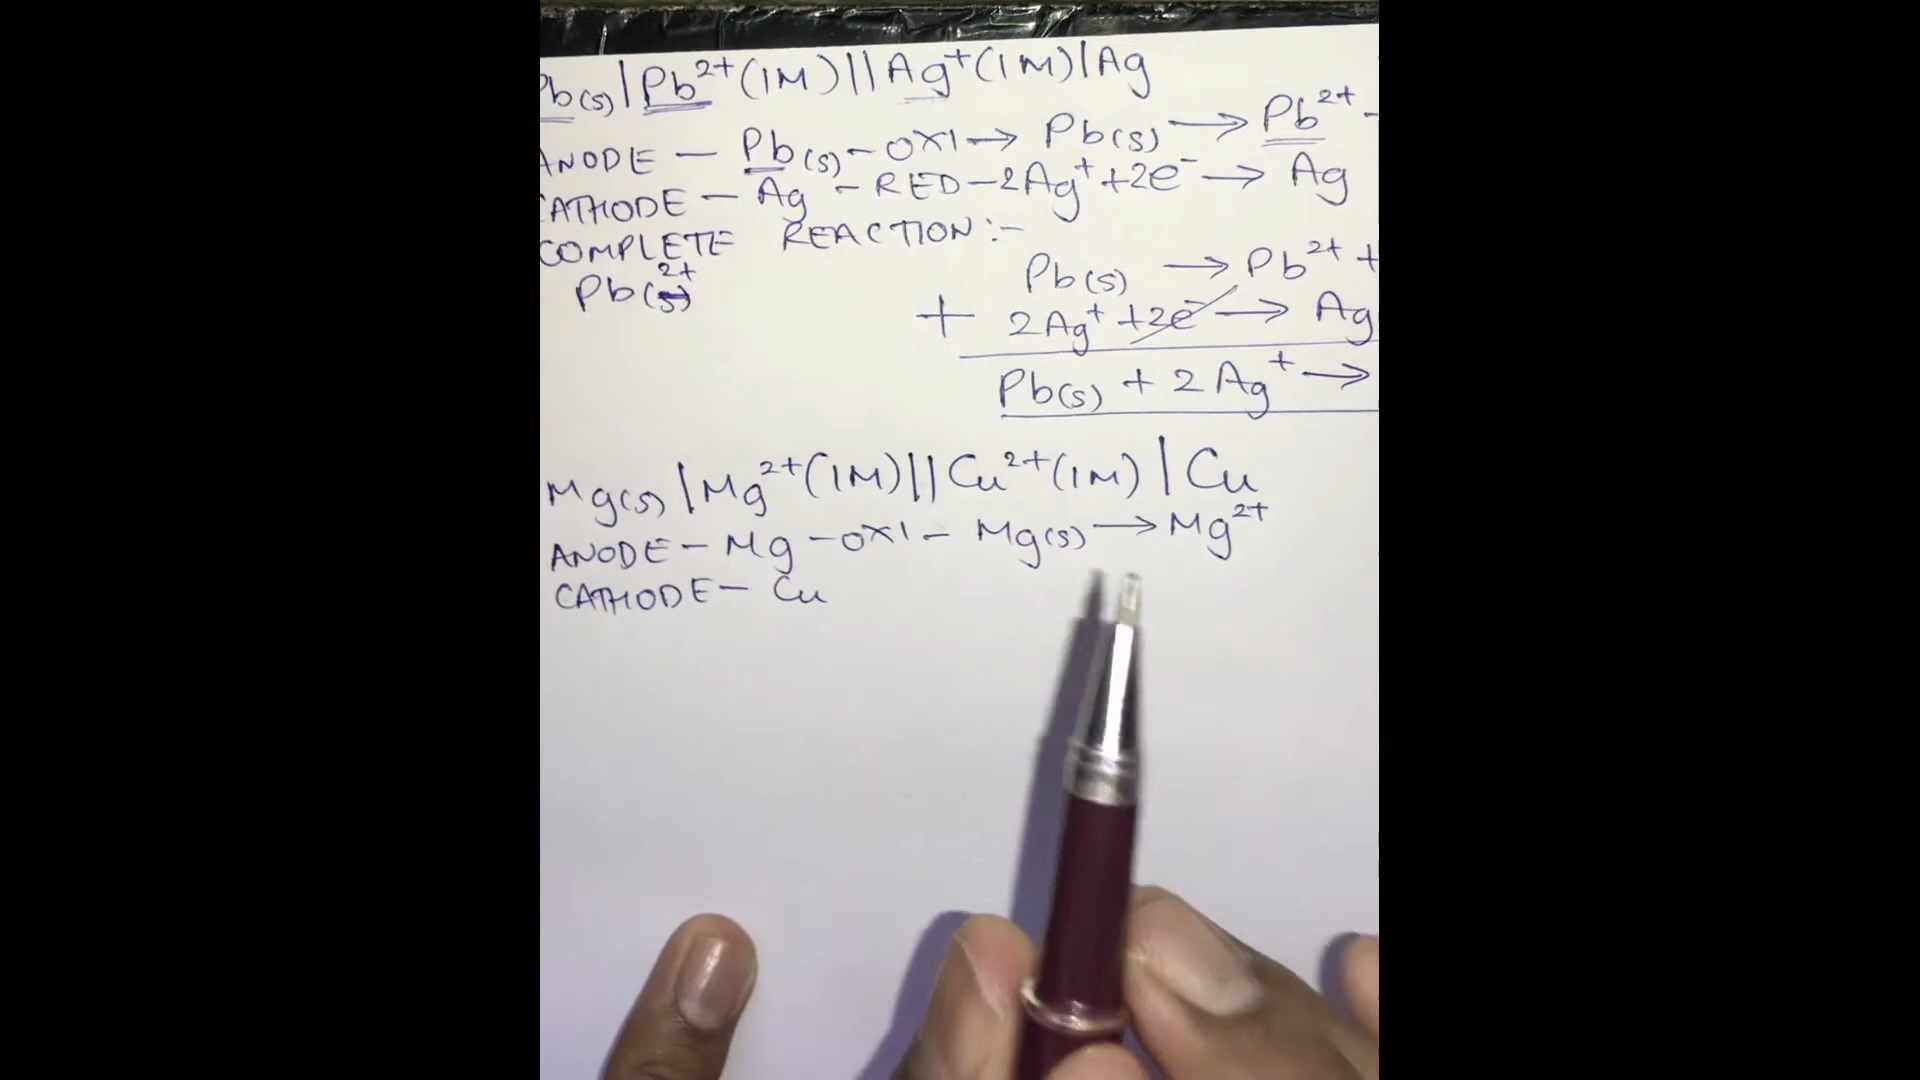 Pb(s) | Pb²⁺ (1M) || Ag⁺ (1M) | Ag
ANODE – Pb(s) – OXI → Pb(s) → Pb²⁺
CATHODE – Ag – RED – 2Ag⁺ + 2e⁻ → Ag
COMPLETE REACTION :-
Pb(s) → Pb²⁺ +
Pb(s)²⁺
+ 2Ag⁺ + 2e⁻ → Ag
Pb(s) + 2Ag⁺ →
Mg(s) | Mg²⁺ (1M) || Cu²⁺ (1M) | Cu
ANODE – Mg – OXI – Mg(s) → Mg²⁺
CATHODE – Cu